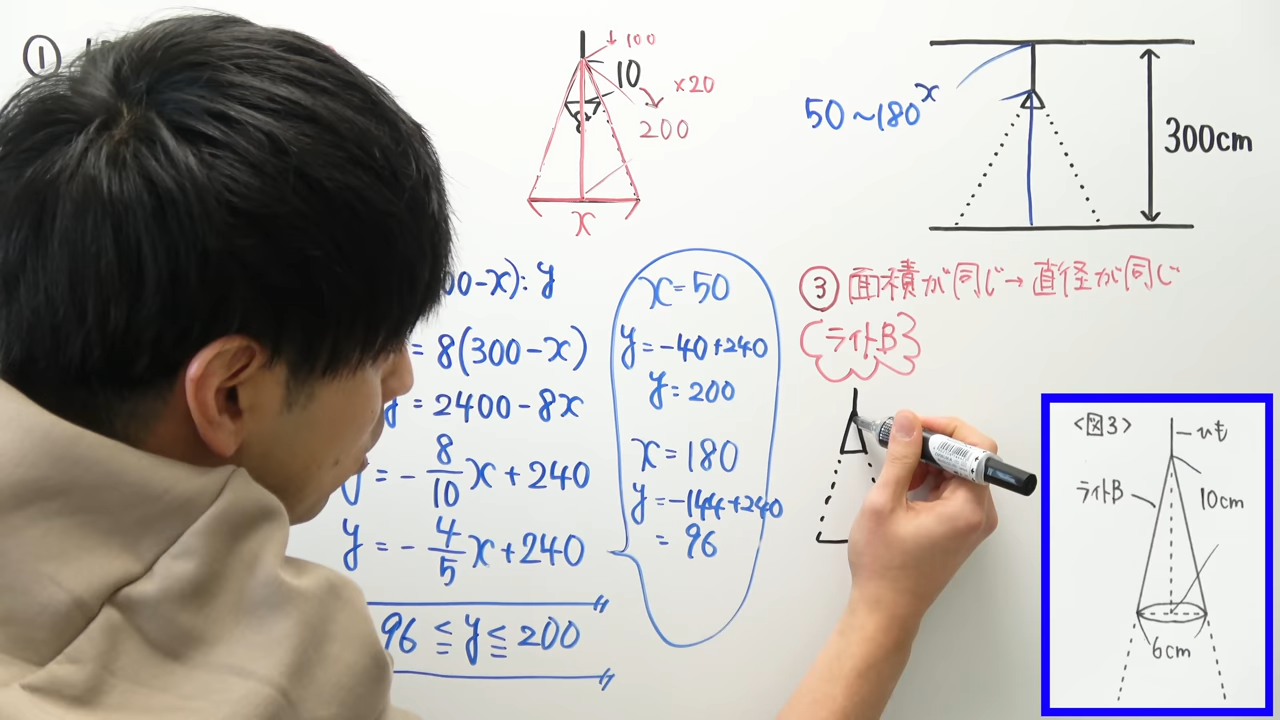 ①
↓100
10
×20
200
8
x
50~180
x
300cm
00-x):y
= 8(300-x)
y = 2400-8x
y = -8/10x+240
y = -4/5x+240
96 ≦ y ≦ 200
x=50
y=-40+240
y=200
x=180
y=-144+240
= 96
③ 面積が同じ→直径が同じ
ライトB
<図3>
ひも
ライトB
10cm
6cm